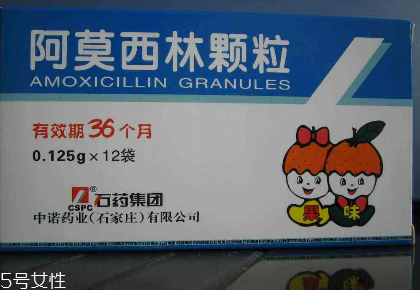 阿莫西林颗粒
AMOXICILLIN GRANULES
有效期36个月
0.125g×12袋
CSPC® 石药集团
中诺药业(石家庄)有限公司
果味
5号女性